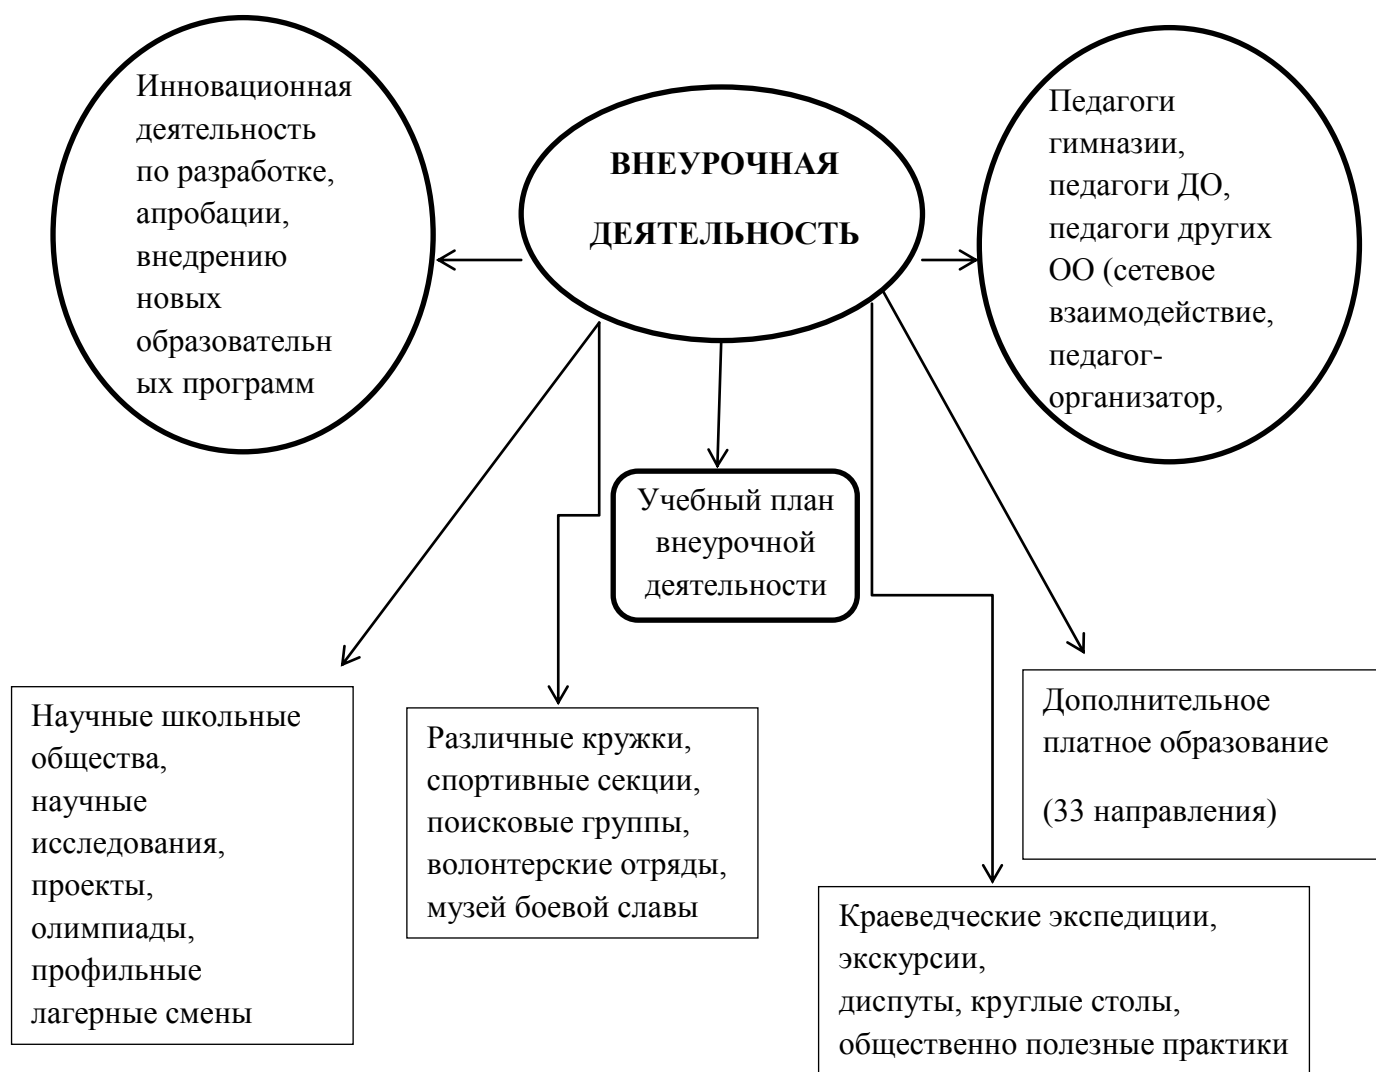 Инновационная
деятельность
по разработке,
апробации,
внедрению
новых
образовательн
ых программ
ВНЕУРОЧНАЯ
ДЕЯТЕЛЬНОСТЬ
Педагоги
гимназии,
педагоги ДО,
педагоги других
ОО (сетевое
взаимодействие,
педагог-
организатор,
Учебный план
внеурочной
деятельности
Научные школьные
общества,
научные
исследования,
проекты,
олимпиады,
профильные
лагерные смены
Различные кружки,
спортивные секции,
поисковые группы,
волонтерские отряды,
музей боевой славы
Краеведческие экспедиции,
экскурсии,
диспуты, круглые столы,
общественно полезные практики
Дополнительное
платное образование
(33 направления)